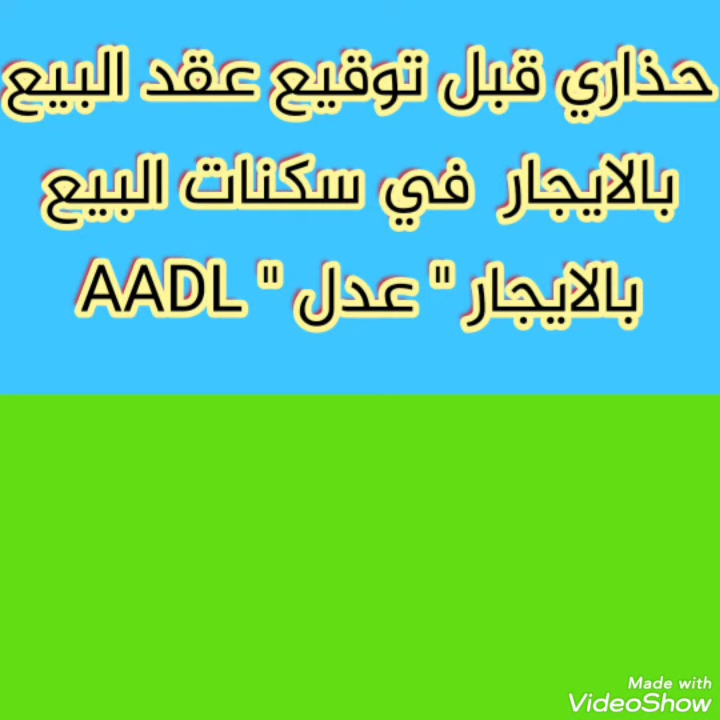 حذاري قبل توقيع عقد البيع
بالايجار في سكنات البيع
بالايجار " عدل " AADL
Made with
VideoShow